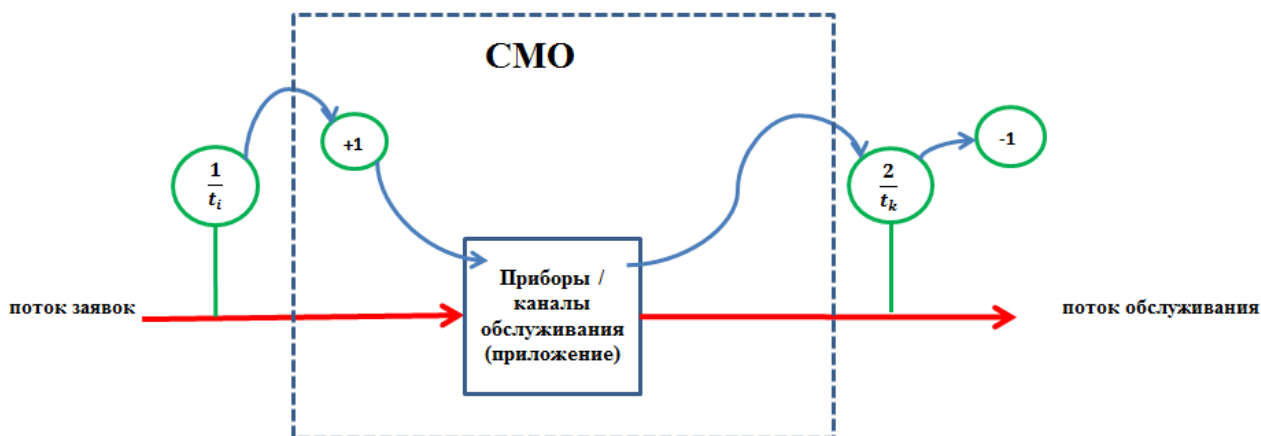 СМО
+1
-1
1
t_i
2
t_k
Приборы /
каналы
обслуживания
(приложение)
поток заявок
поток обслуживания